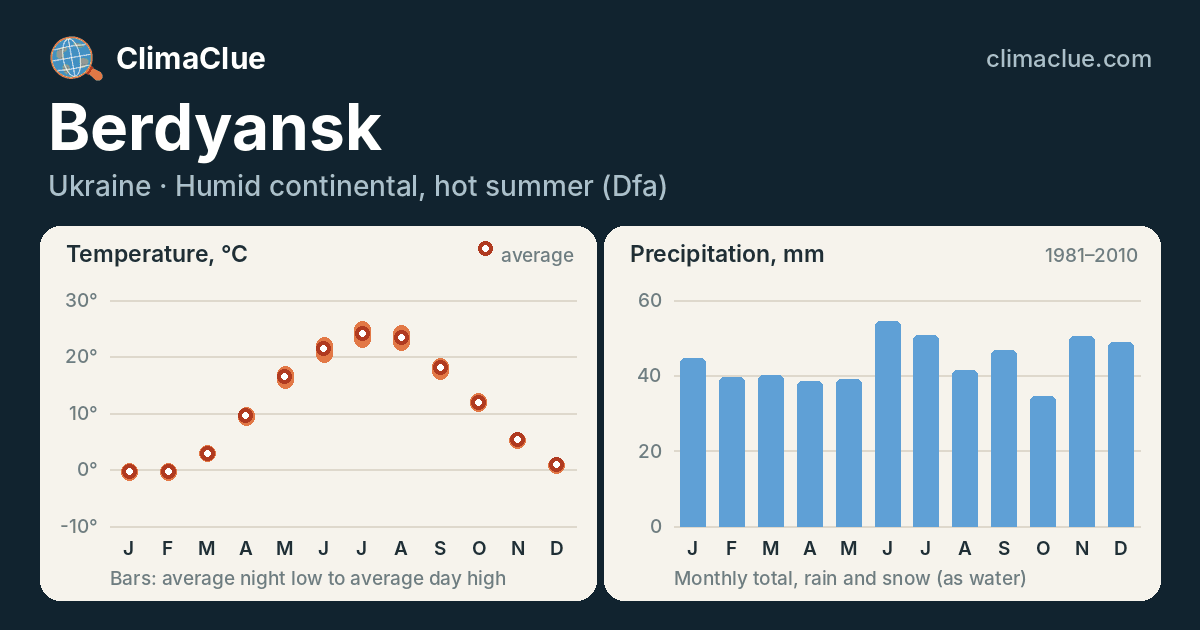 ClimaClue
climaclue.com
Berdyansk
Ukraine · Humid continental, hot summer (Dfa)
Temperature, °C
average
30°
20°
10°
0°
-10°
J F M A M J J A S O N D
Bars: average night low to average day high
Precipitation, mm
1981–2010
60
40
20
0
J F M A M J J A S O N D
Monthly total, rain and snow (as water)